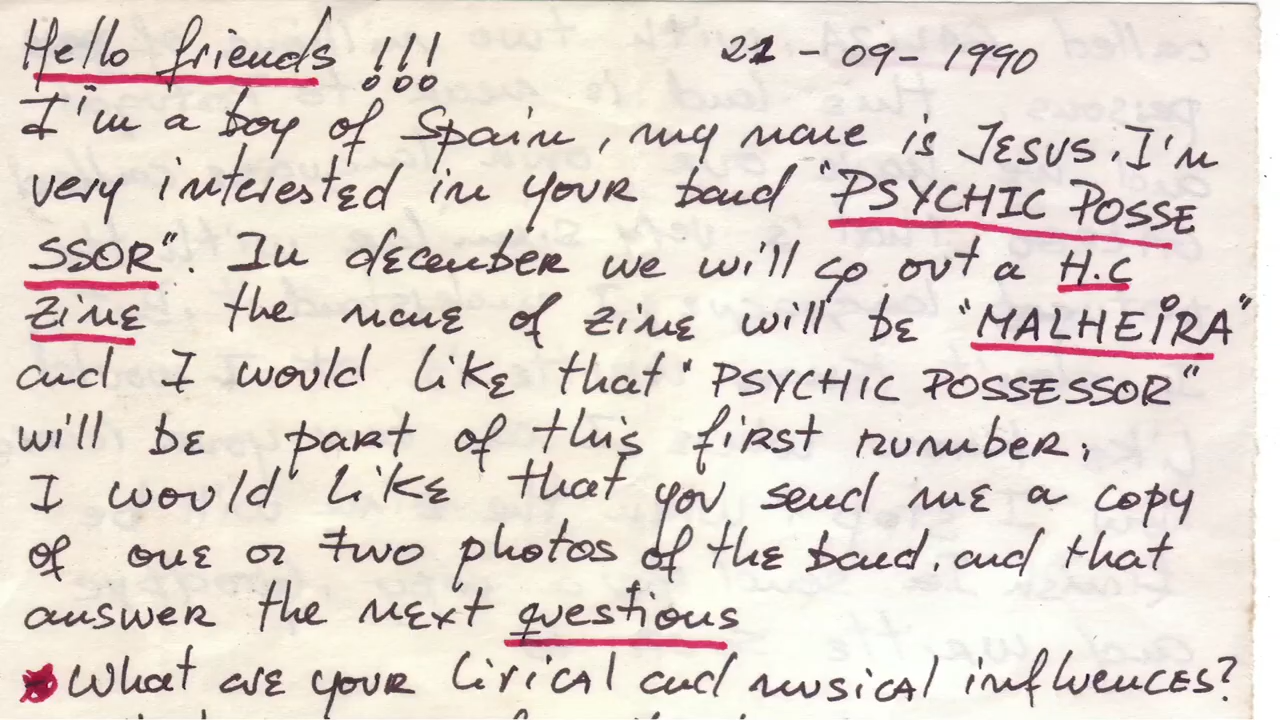 Hello friends !!! 21 - 09 - 1990
I'm a boy of Spain, my name is JESUS. I'm
very interested in your band "PSYCHIC POSSE
SSOR". In december we will go out a H.C
zine the name of zine will be "MALHEIRA"
and I would like that "PSYCHIC POSSESSOR"
will be part of this first number.
I would like that you send me a copy
of one or two photos of the band. and that
answer the next questions
What are your lirical and musical influences?